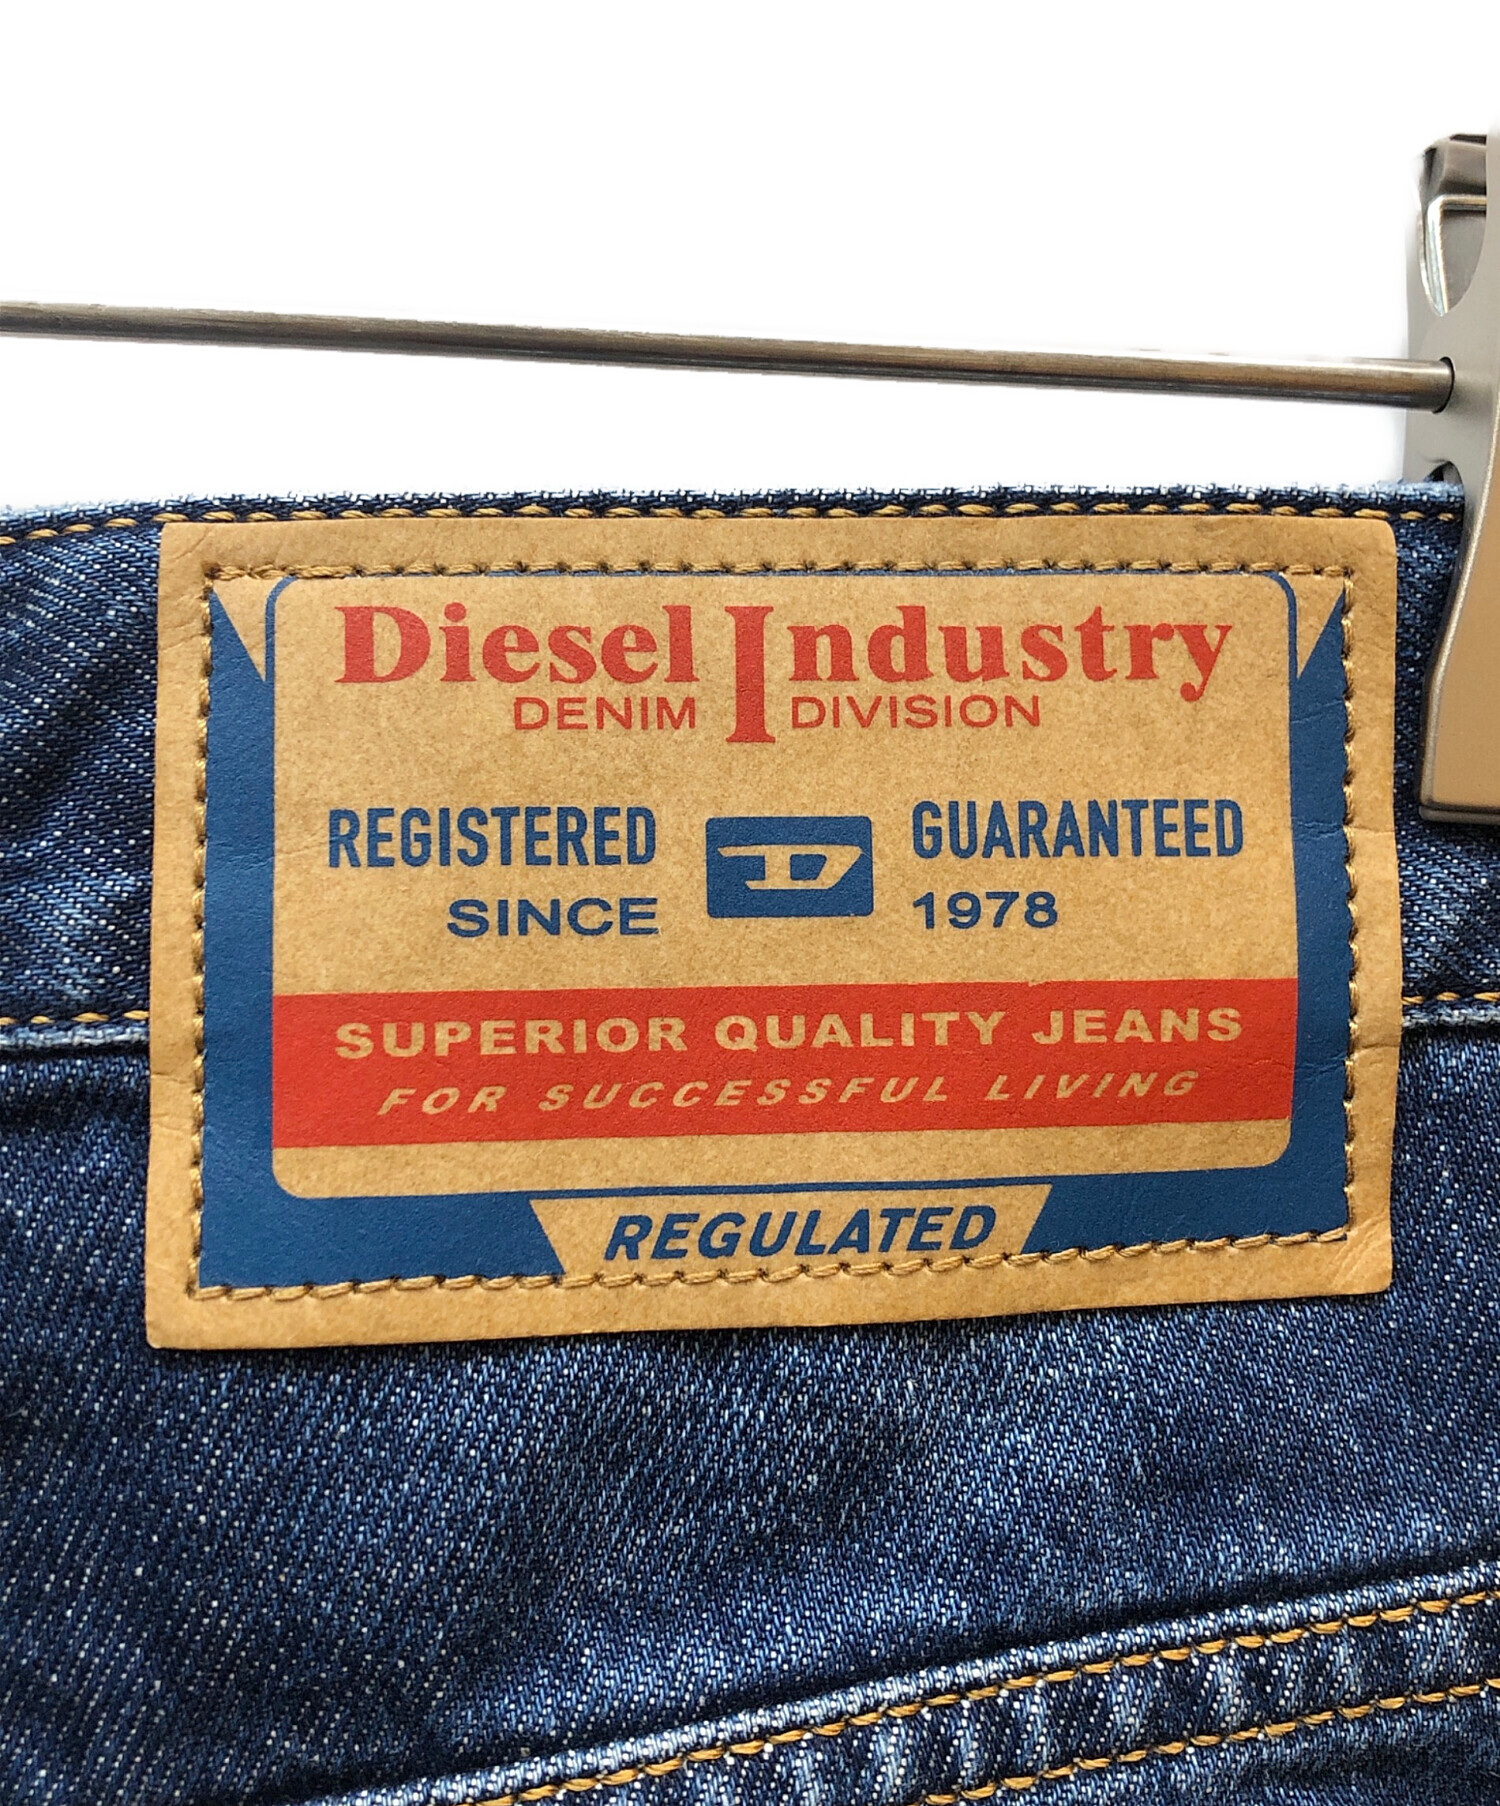 Diesel Industry
DENIM DIVISION
REGISTERED D GUARANTEED
SINCE 1978
SUPERIOR QUALITY JEANS
FOR SUCCESSFUL LIVING
REGULATED